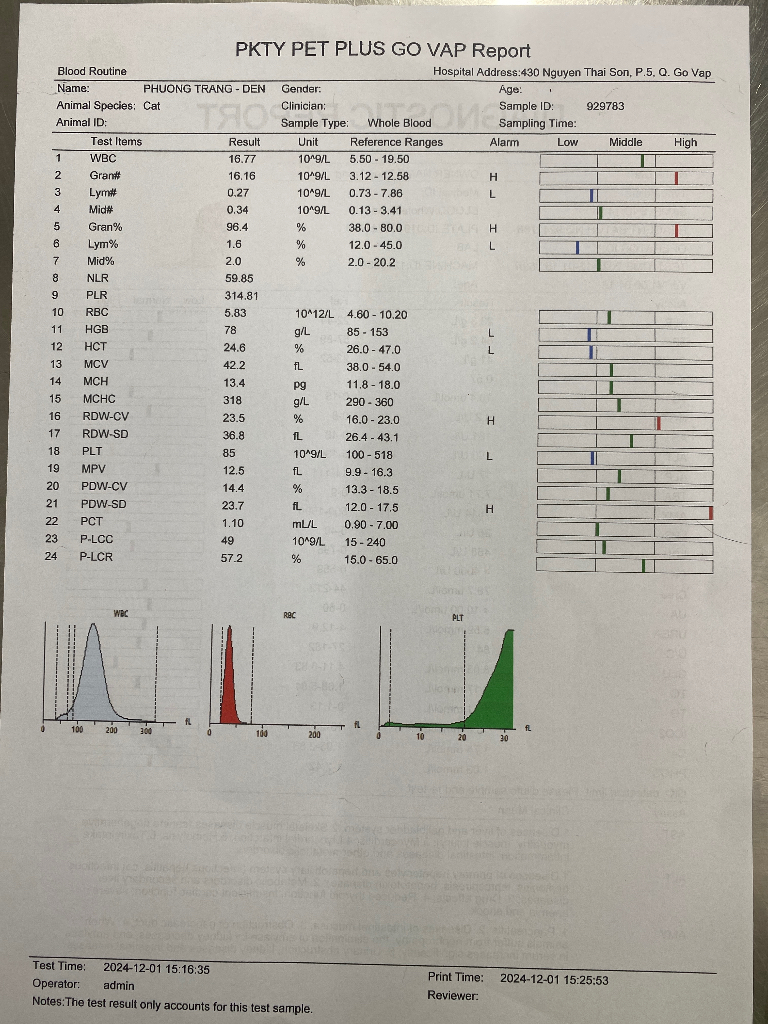 PKTY PET PLUS GO VAP Report
Blood Routine Hospital Address:430 Nguyen Thai Son, P.5, Q. Go Vap
Name: PHUONG TRANG - DEN Gender: Age:
Animal Species: Cat Clinician: Sample ID: 929783
Animal ID: Sample Type: Whole Blood Sampling Time:
Test Items Result Unit Reference Ranges Alarm Low Middle High
1 WBC 16.77 10^9/L 5.50 - 19.50
2 Gran# 16.16 10^9/L 3.12 - 12.58 H
3 Lym# 0.27 10^9/L 0.73 - 7.86 L
4 Mid# 0.34 10^9/L 0.13 - 3.41
5 Gran% 96.4 % 38.0 - 80.0 H
6 Lym% 1.6 % 12.0 - 45.0 L
7 Mid% 2.0 % 2.0 - 20.2
8 NLR 59.85
9 PLR 314.81
10 RBC 5.83 10^12/L 4.60 - 10.20
11 HGB 78 g/L 85 - 153 L
12 HCT 24.6 % 26.0 - 47.0 L
13 MCV 42.2 fL 38.0 - 54.0
14 MCH 13.4 pg 11.8 - 18.0
15 MCHC 318 g/L 290 - 360
16 RDW-CV 23.5 % 16.0 - 23.0 H
17 RDW-SD 36.8 fL 26.4 - 43.1
18 PLT 85 10^9/L 100 - 518 L
19 MPV 12.5 fL 9.9 - 16.3
20 PDW-CV 14.4 % 13.3 - 18.5
21 PDW-SD 23.7 fL 12.0 - 17.5 H
22 PCT 1.10 mL/L 0.90 - 7.00
23 P-LCC 49 10^9/L 15 - 240
24 P-LCR 57.2 % 15.0 - 65.0
WBC RBC PLT
0 100 200 300 fL 0 100 200 fL 0 10 20 30 fL
Test Time: 2024-12-01 15:16:35 Print Time: 2024-12-01 15:25:53
Operator: admin Reviewer:
Notes:The test result only accounts for this test sample.